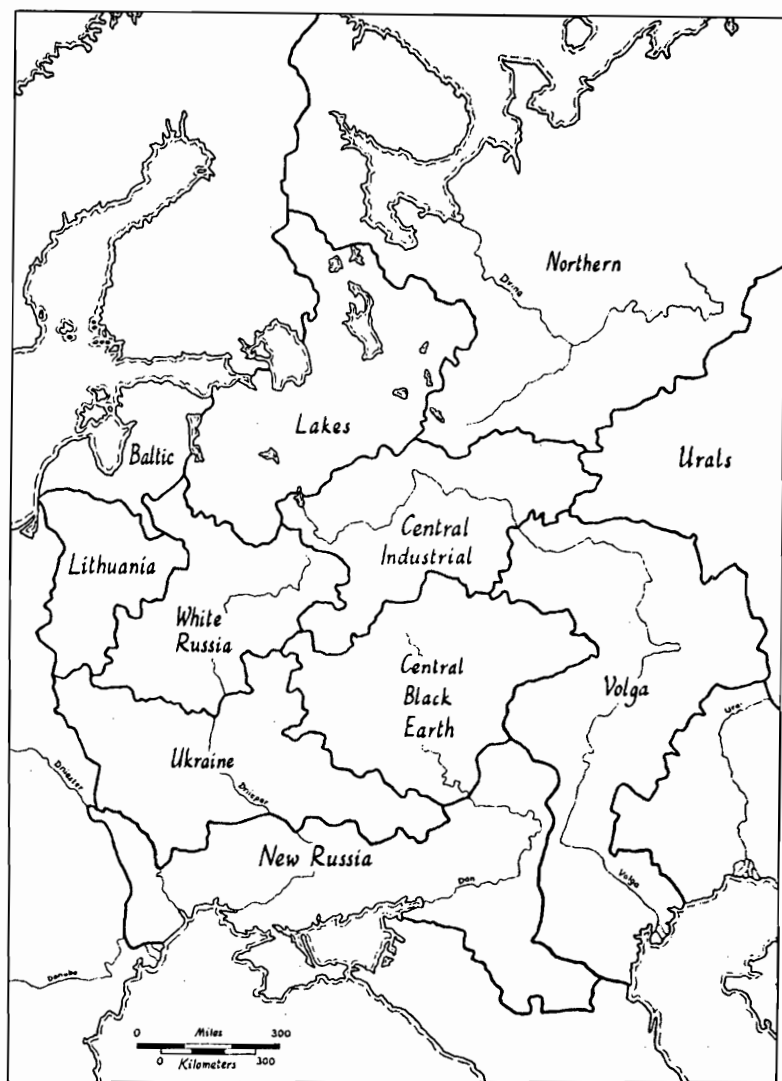 Northern
Dvina
Lakes
Baltic
Urals
Central
Industrial
Lithuania
White
Russia
Central
Black
Earth
Volga
Ural
Ukraine
Dniester
Dnieper
New Russia
Don
Volga
Danube
0 Miles 300
0 Kilometers 300